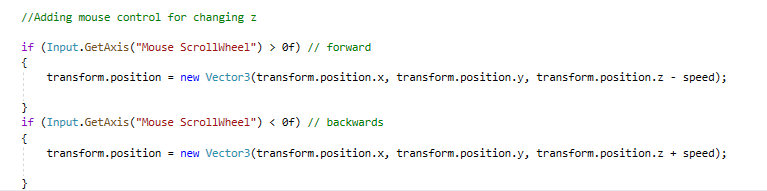 //Adding mouse control for changing z
if (Input.GetAxis("Mouse ScrollWheel") > 0f) // forward
{
transform.position = new Vector3(transform.position.x, transform.position.y, transform.position.z - speed);
}
if (Input.GetAxis("Mouse ScrollWheel") < 0f) // backwards
{
transform.position = new Vector3(transform.position.x, transform.position.y, transform.position.z + speed);
}